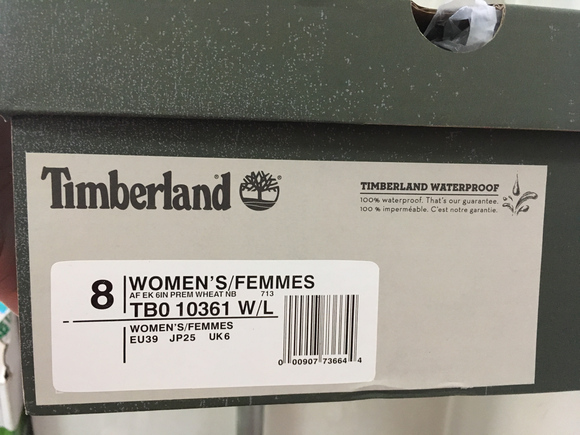 Timberland
TIMBERLAND WATERPROOF
100% waterproof. That's our guarantee.
100 % imperméable. C'est notre garantie.
8
WOMEN'S/FEMMES
AF EK 6IN PREM WHEAT NB 713
TB0 10361 W/L
WOMEN'S/FEMMES
EU39 JP25 UK6
0 00907 73664 4